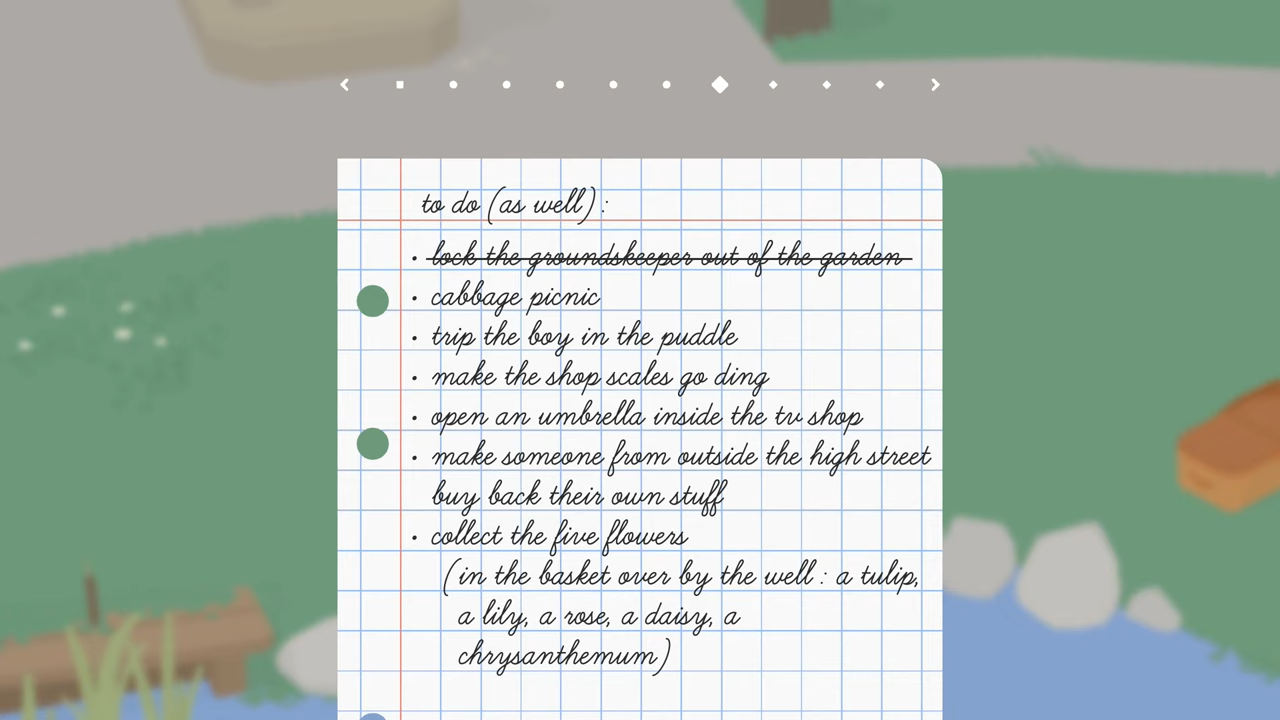 to do (as well) :
• lock the groundskeeper out of the garden
• cabbage picnic
• trip the boy in the puddle
• make the shop scales go ding
• open an umbrella inside the tv shop
• make someone from outside the high street
buy back their own stuff
• collect the five flowers
(in the basket over by the well : a tulip,
a lily, a rose, a daisy, a
chrysanthemum)